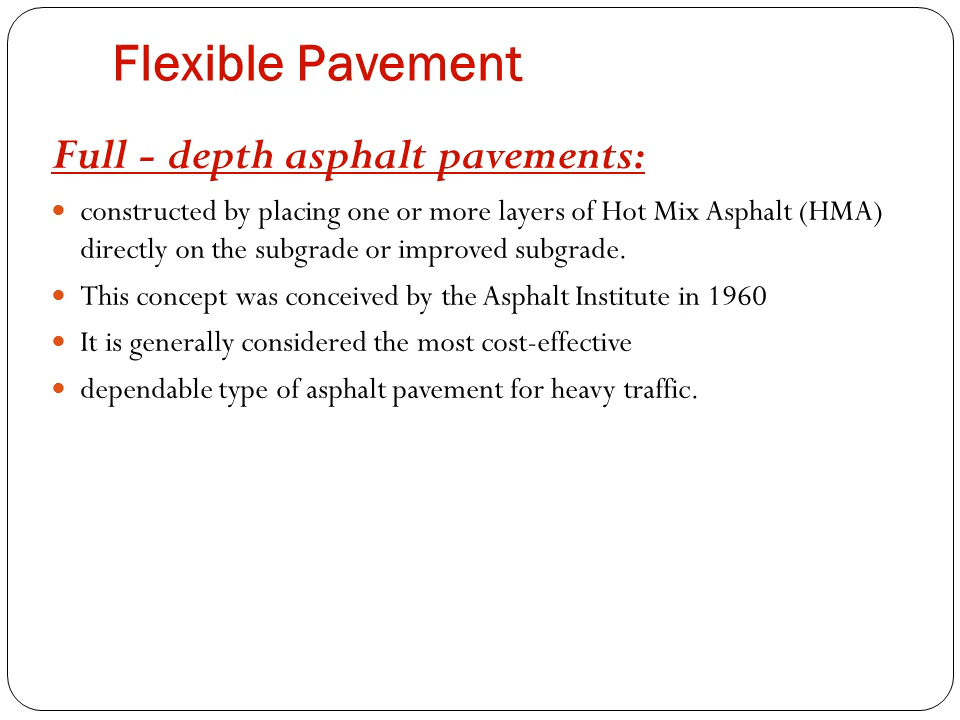 Flexible Pavement
Full - depth asphalt pavements:
• constructed by placing one or more layers of Hot Mix Asphalt (HMA)
directly on the subgrade or improved subgrade.
• This concept was conceived by the Asphalt Institute in 1960
• It is generally considered the most cost-effective
• dependable type of asphalt pavement for heavy traffic.